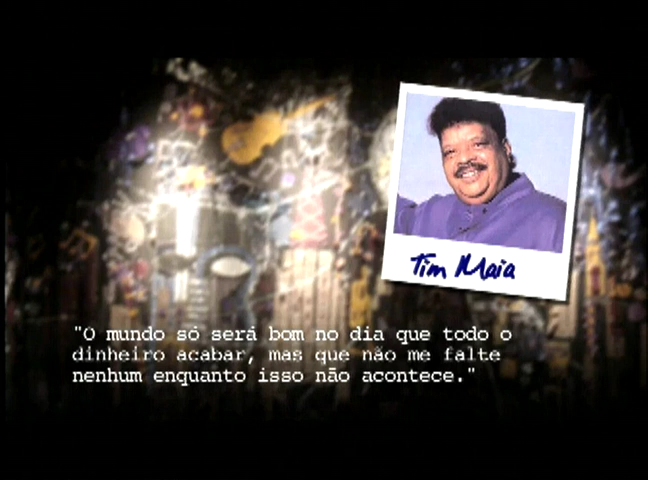 Tim Maia
"O mundo só será bom no dia que todo o
dinheiro acabar, mas que não me falte
nenhum enquanto isso não acontece."